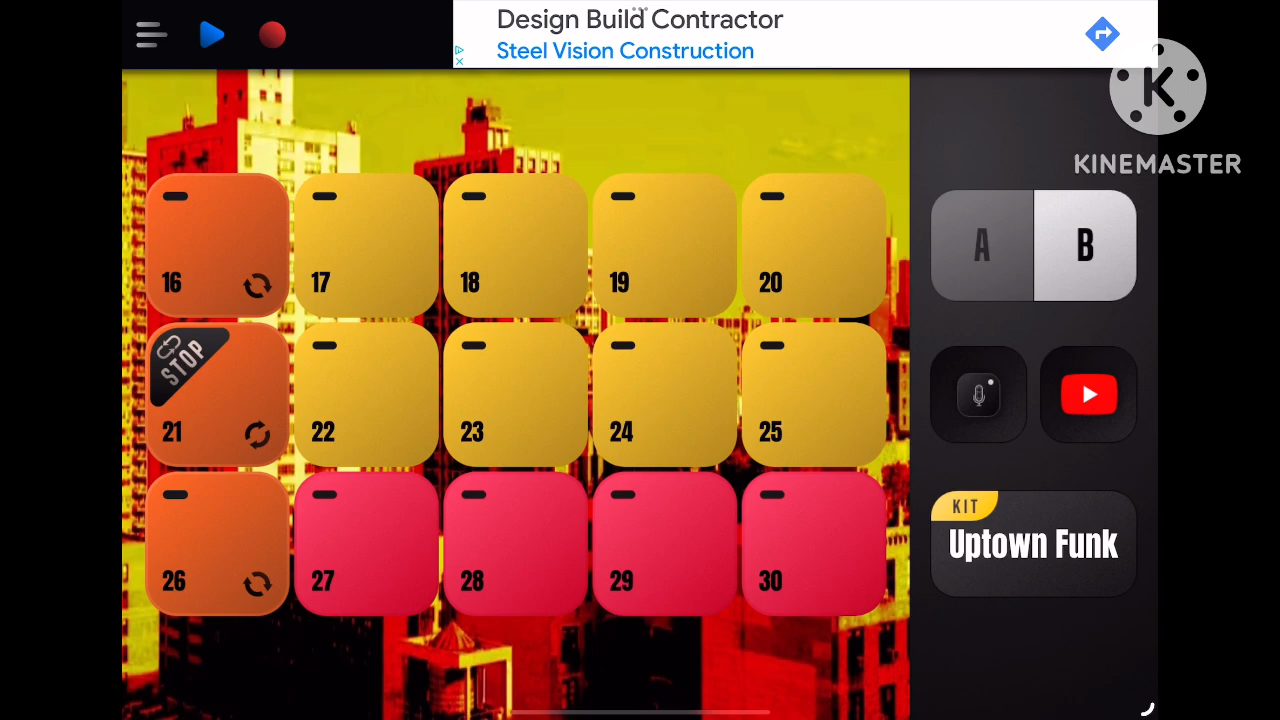 Design Build Contractor
Steel Vision Construction
K
KINEMASTER
A B
16 17 18 19 20
STOP
21 22 23 24 25
26 27 28 29 30
KIT
Uptown Funk